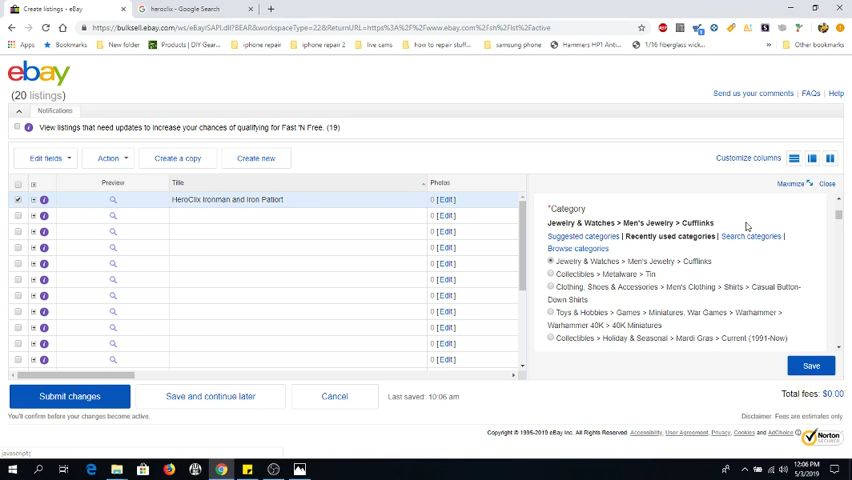 Create listings - eBay
heroclix - Google Search
https://bulksell.ebay.com/ws/eBayISAPI.dll?BEAR&workspaceType=22&ReturnURL=https%3A%2F%2Fwww.ebay.com%2Fsh%2Flst%2Factive
Apps Bookmarks New folder Products | DIY Gear... iphone repair iphone repair 2 live cams how to repair stuff... samsung phone Hammers HP1 Anti... 1/16 fiberglass wick... » Other bookmarks
ebay
(20 listings)
Send us your comments | FAQs | Help
Notifications
View listings that need updates to increase your chances of qualifying for Fast 'N Free. (19)
Edit fields Action Create a copy Create new Customize columns
Preview Title Photos
Maximize Close
HeroClix Ironman and Iron Patiort 0 [Edit]
0 [Edit]
0 [Edit]
0 [Edit]
0 [Edit]
0 [Edit]
0 [Edit]
0 [Edit]
0 [Edit]
0 [Edit]
0 [Edit]
*Category
Jewelry & Watches > Men's Jewelry > Cufflinks
Suggested categories | Recently used categories | Search categories |
Browse categories
Jewelry & Watches > Men's Jewelry > Cufflinks
Collectibles > Metalware > Tin
Clothing, Shoes & Accessories > Men's Clothing > Shirts > Casual Button-
Down Shirts
Toys & Hobbies > Games > Miniatures, War Games > Warhammer >
Warhammer 40K > 40K Miniatures
Collectibles > Holiday & Seasonal > Mardi Gras > Current (1991-Now)
Save
Submit changes Save and continue later Cancel Last saved: 10:06 am
Total fees: $0.00
You'll confirm before your changes become active.
Disclaimer: Fees are estimates only.
Copyright © 1995-2019 eBay Inc. All Rights Reserved. Accessibility, User Agreement, Privacy, Cookies and AdChoice
Norton
SECURED
javascript:;
12:06 PM
5/3/2019